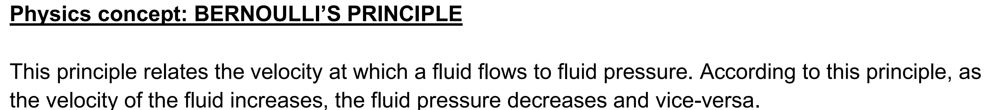 Physics concept: BERNOULLI’S PRINCIPLE
This principle relates the velocity at which a fluid flows to fluid pressure. According to this principle, as
the velocity of the fluid increases, the fluid pressure decreases and vice-versa.